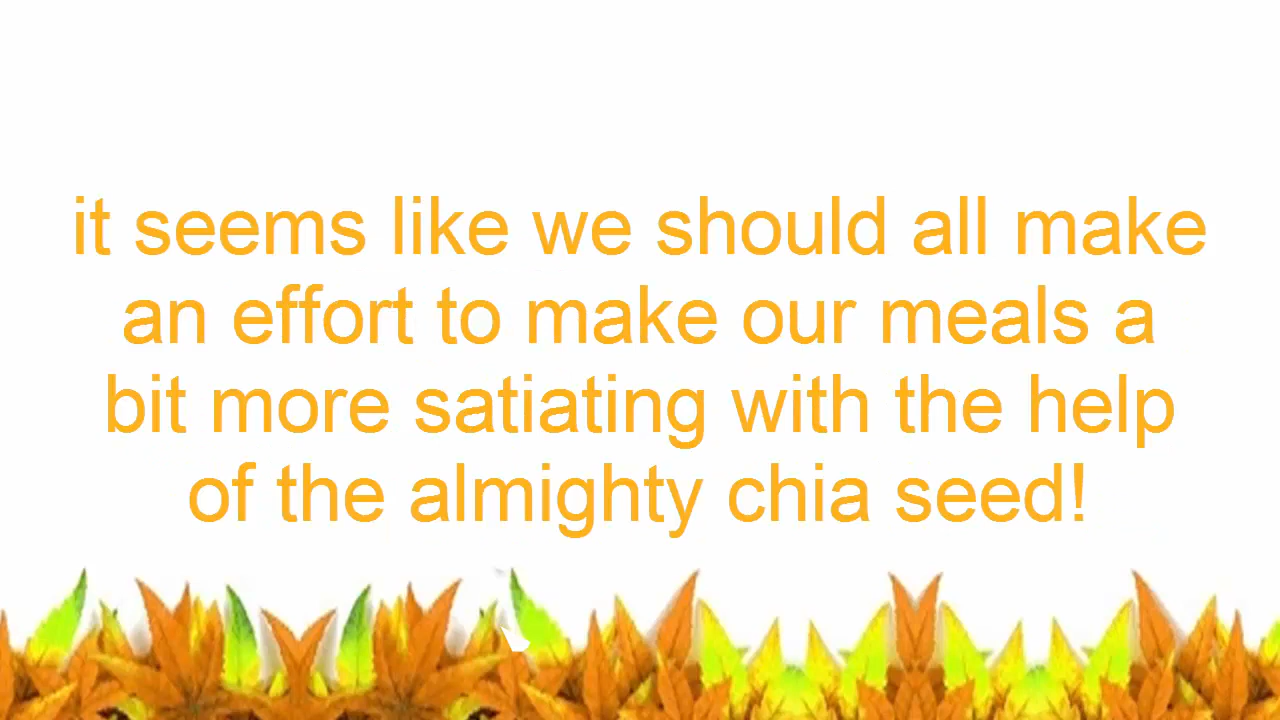 it seems like we should all make
an effort to make our meals a
bit more satiating with the help
of the almighty chia seed!